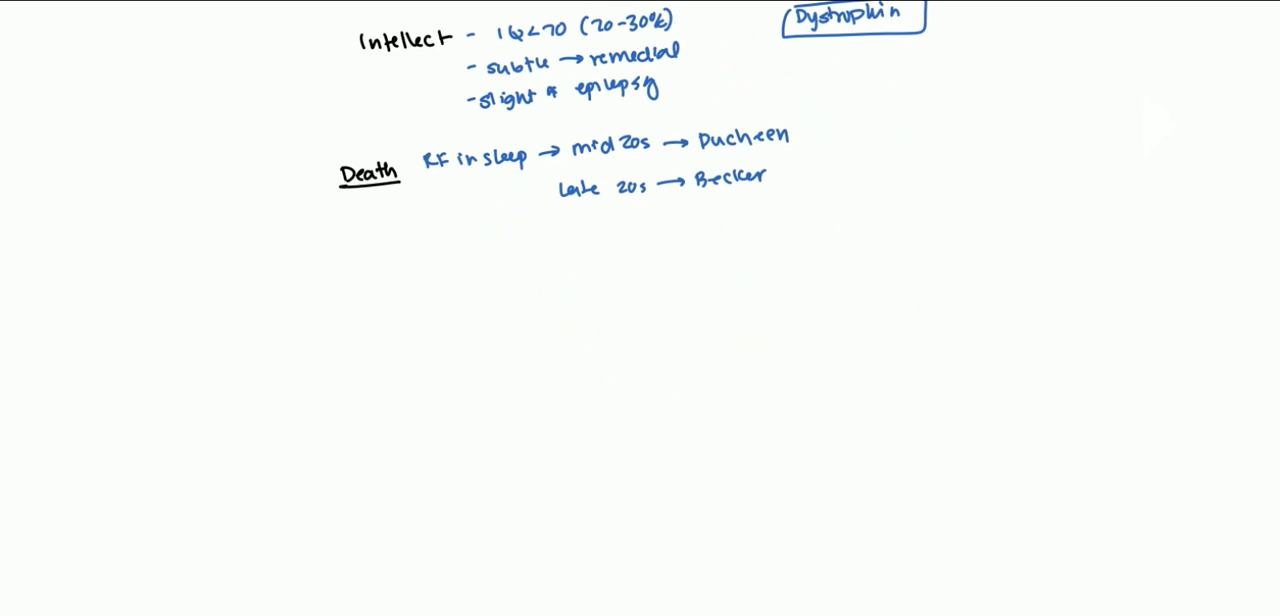 Intellect - IQ<70 (20-30%)
Dystrophin
- subtle → remedial
- slight * epilepsy
Death RF in sleep → mid 20s → Ducheen
Late 20s → Becker